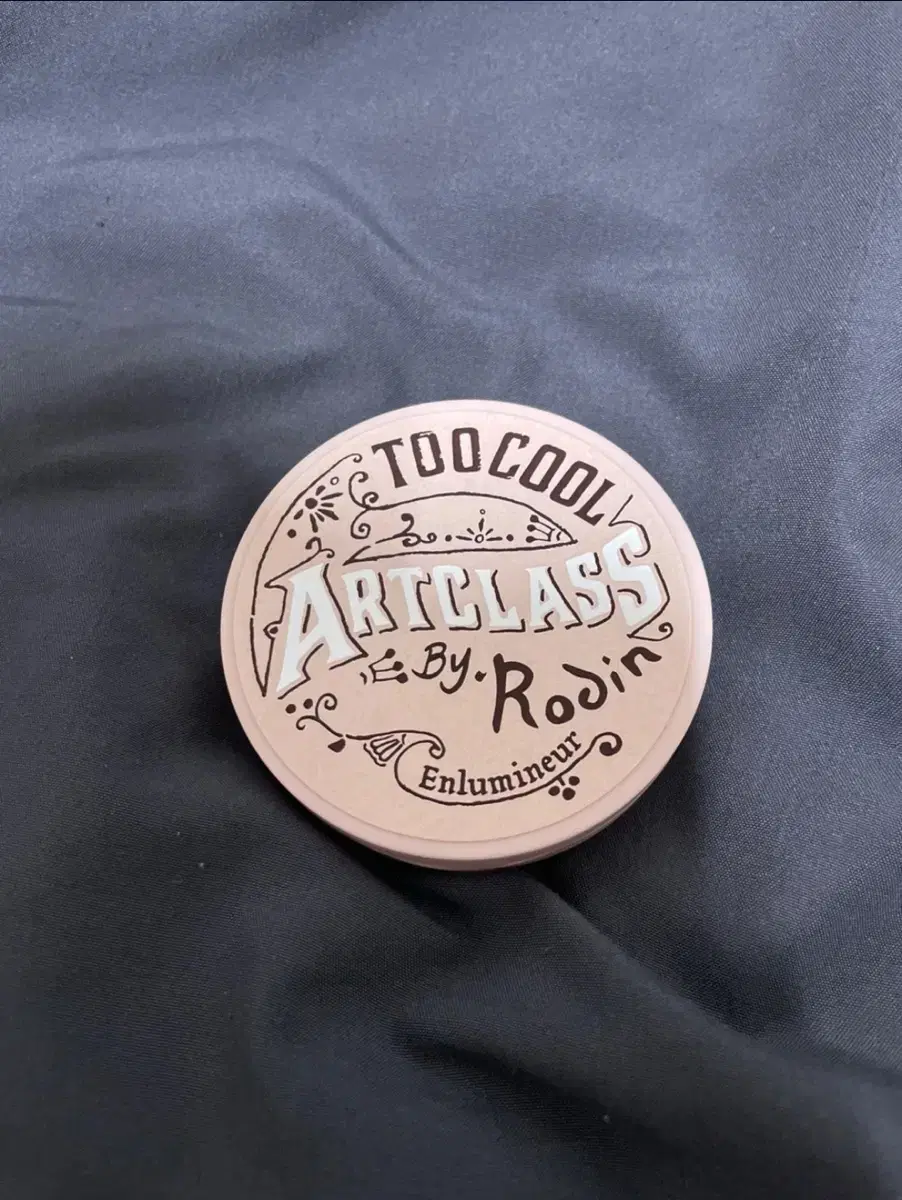 TOO COOL
ARTCLASS
By. Rodin
Enlumineur